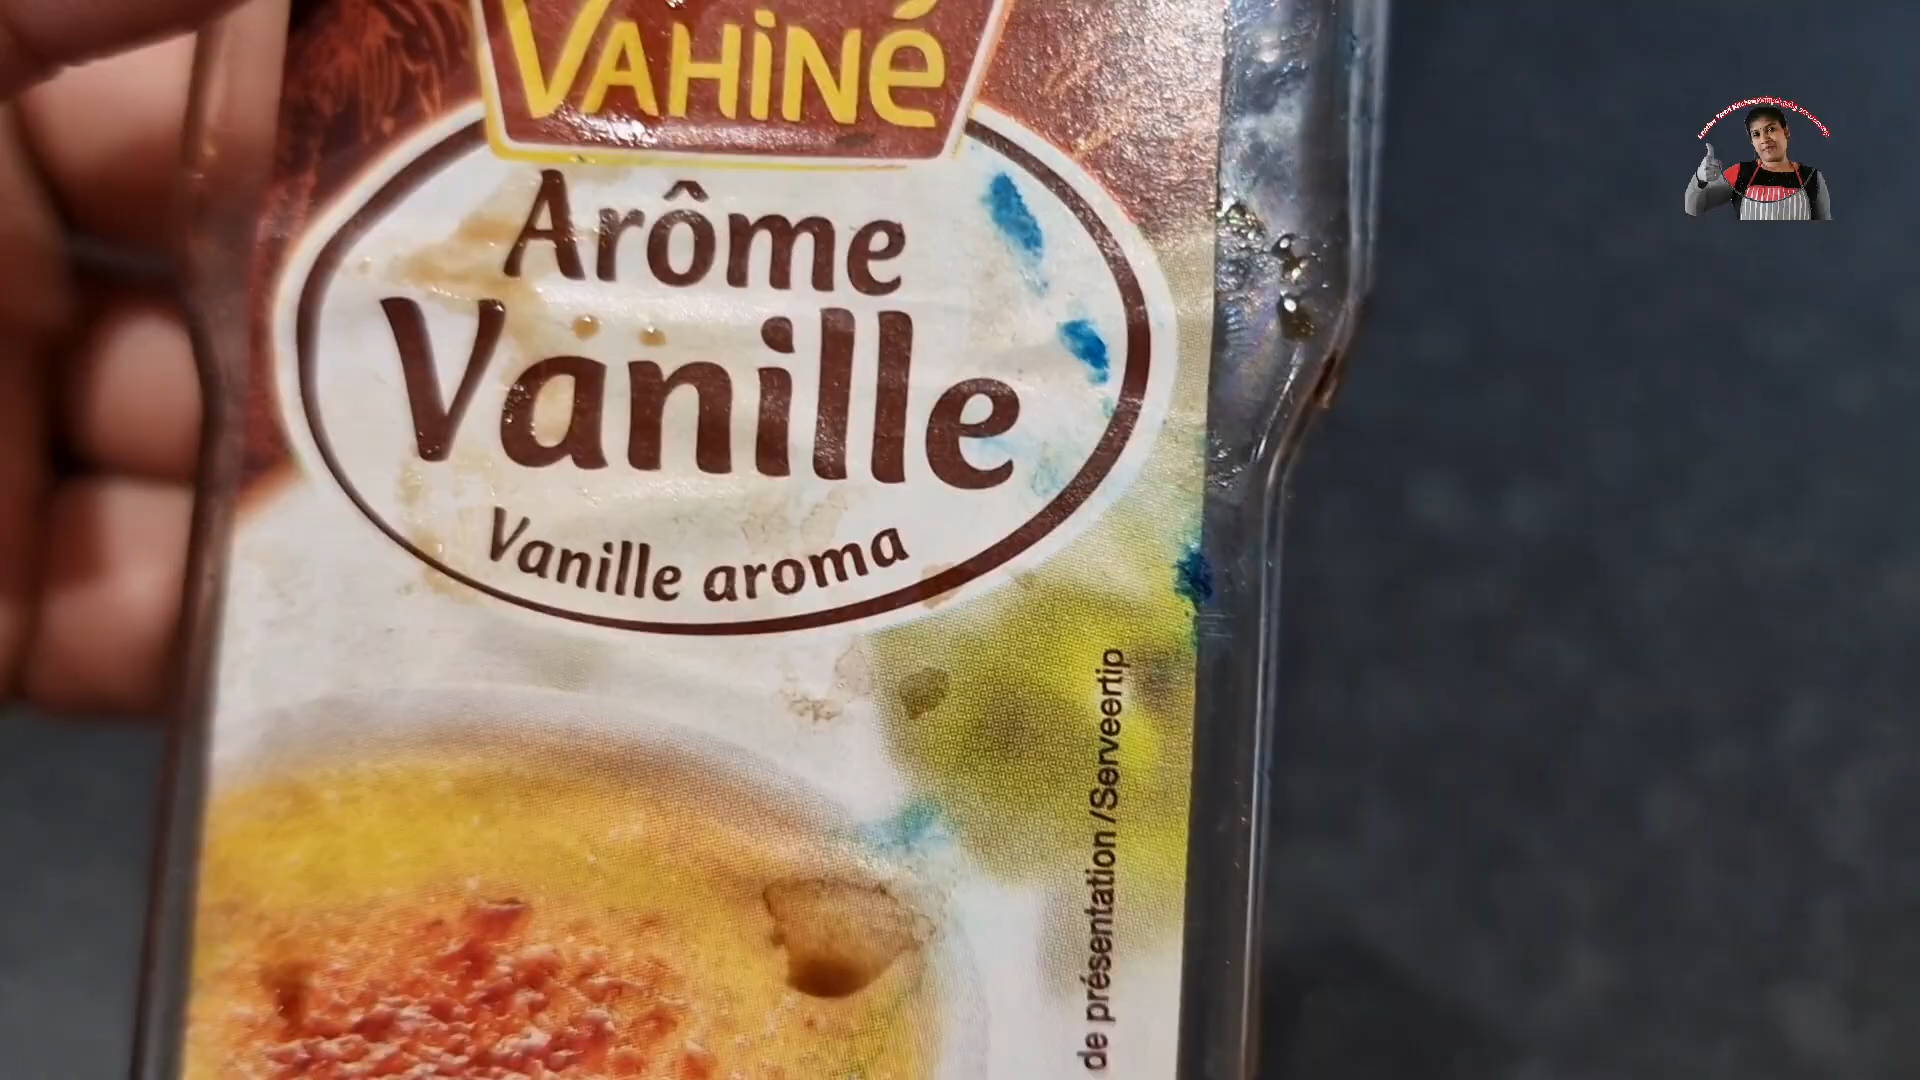 VAHiNé
Arôme
Vanille
Vanille aroma
de présentation /Serveertip